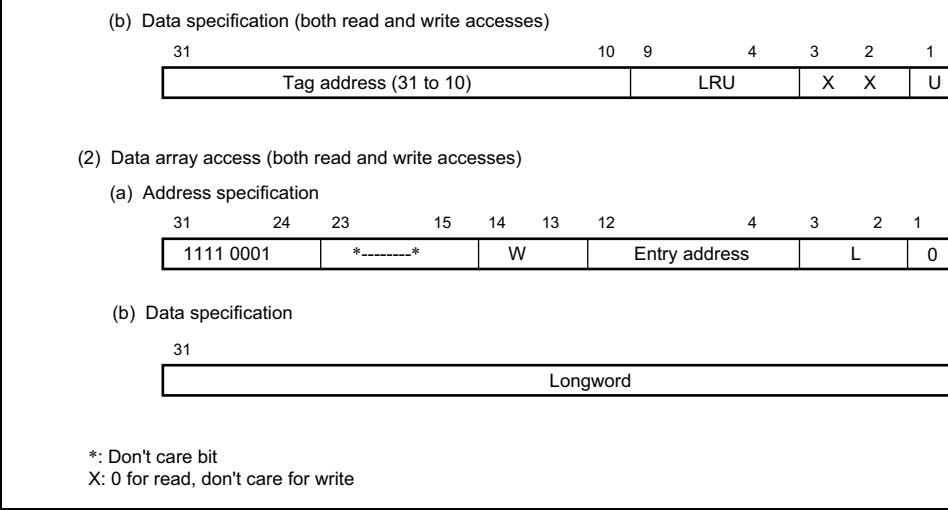 (b) Data specification (both read and write accesses)
31 10 9 4 3 2 1
Tag address (31 to 10) LRU X X U
(2) Data array access (both read and write accesses)
(a) Address specification
31 24 23 15 14 13 12 4 3 2 1
1111 0001 *--------* W Entry address L 0
(b) Data specification
31
Longword
*: Don't care bit
X: 0 for read, don't care for write